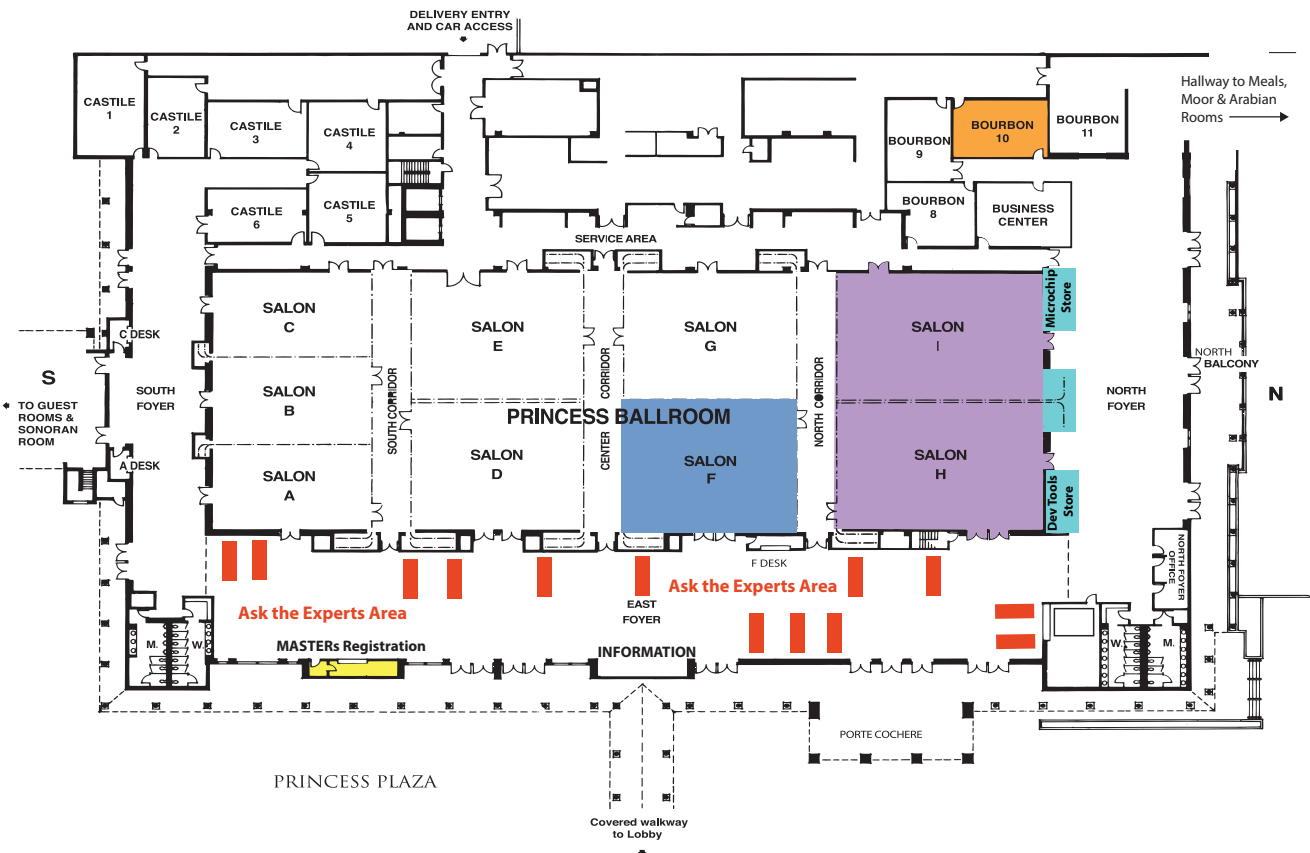 DELIVERY ENTRY
AND CAR ACCESS
Hallway to Meals,
Moor & Arabian
Rooms
CASTILE
1
CASTILE
2
CASTILE
3
CASTILE
4
CASTILE
5
CASTILE
6
BOURBON
9
BOURBON
10
BOURBON
11
BOURBON
8
BUSINESS
CENTER
SERVICE AREA
SALON
C
SALON
E
SALON
G
SALON
I
Microchip
Store
C DESK
S
TO GUEST
ROOMS &
SONORAN
ROOM
SOUTH
FOYER
SALON
B
SOUTH CORRIDOR
CENTER CORRIDOR
NORTH CORRIDOR
PRINCESS BALLROOM
NORTH
FOYER
NORTH
BALCONY
N
A DESK
SALON
A
SALON
D
SALON
F
SALON
H
Dev Tools
Store
F DESK
NORTH FOYER
OFFICE
Ask the Experts Area
Ask the Experts Area
EAST
FOYER
M.
W.
MASTERs Registration
INFORMATION
W.
M.
PORTE COCHERE
PRINCESS PLAZA
Covered walkway
to Lobby